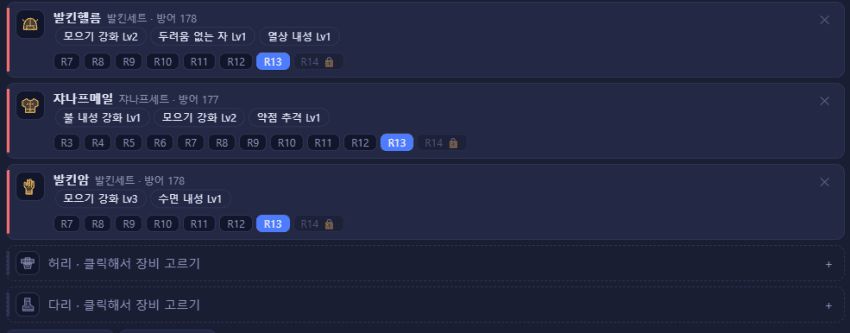 발킨헬름 발킨세트 · 방어 178
모으기 강화 Lv2 두려움 없는 자 Lv1 열상 내성 Lv1
R7 R8 R9 R10 R11 R12 R13 R14
쟈나프메일 쟈나프세트 · 방어 177
불 내성 강화 Lv1 모으기 강화 Lv2 약점 추격 Lv1
R3 R4 R5 R6 R7 R8 R9 R10 R11 R12 R13 R14
발킨암 발킨세트 · 방어 178
모으기 강화 Lv3 수면 내성 Lv1
R7 R8 R9 R10 R11 R12 R13 R14
허리 · 클릭해서 장비 고르기 +
다리 · 클릭해서 장비 고르기 +